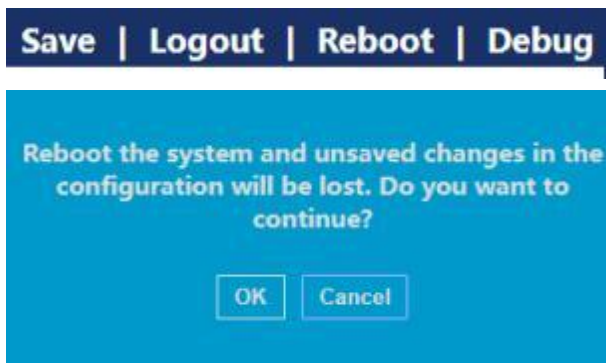 Save | Logout | Reboot | Debug
Reboot the system and unsaved changes in the
configuration will be lost. Do you want to
continue?
OK Cancel